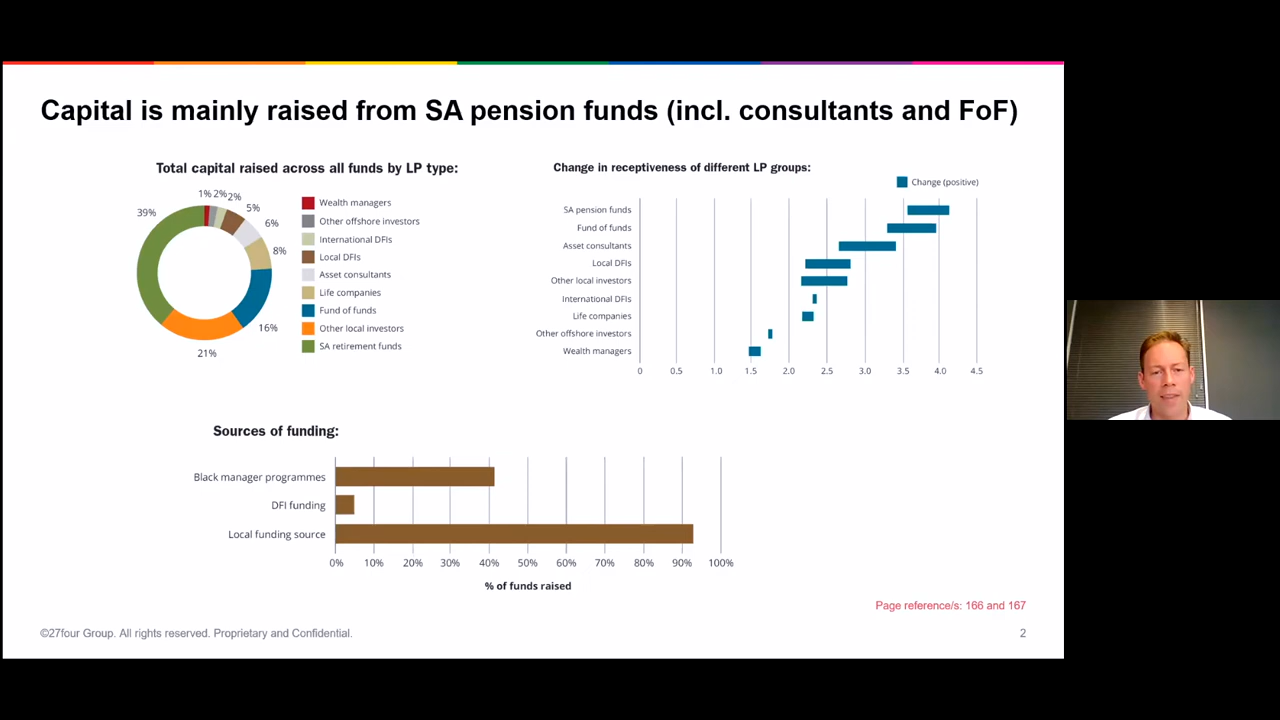 Capital is mainly raised from SA pension funds (incl. consultants and FoF)
Total capital raised across all funds by LP type:
1% 2% 2%
5%
6%
8%
16%
21%
39%
Wealth managers
Other offshore investors
International DFIs
Local DFIs
Asset consultants
Life companies
Fund of funds
Other local investors
SA retirement funds
Change in receptiveness of different LP groups:
Change (positive)
SA pension funds
Fund of funds
Asset consultants
Local DFIs
Other local investors
International DFIs
Life companies
Other offshore investors
Wealth managers
0 0.5 1.0 1.5 2.0 2.5 3.0 3.5 4.0 4.5
Sources of funding:
Black manager programmes
DFI funding
Local funding source
0% 10% 20% 30% 40% 50% 60% 70% 80% 90% 100%
% of funds raised
Page reference/s: 166 and 167
©27four Group. All rights reserved. Proprietary and Confidential.
2